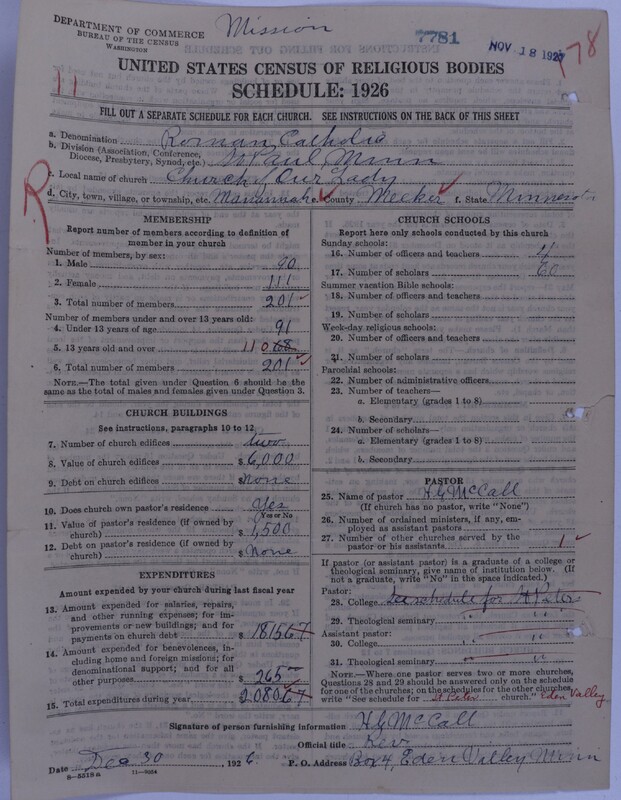 DEPARTMENT OF COMMERCE
BUREAU OF THE CENSUS
WASHINGTON
Mission
7781
NOV 18 1927
178
11
UNITED STATES CENSUS OF RELIGIOUS BODIES
SCHEDULE: 1926
FILL OUT A SEPARATE SCHEDULE FOR EACH CHURCH. SEE INSTRUCTIONS ON THE BACK OF THIS SHEET
R
a. Denomination Roman Catholic
b. Division (Association, Conference, Diocese, Presbytery, Synod, etc.) St Paul Minn
c. Local name of church Church of Our Lady
d. City, town, village, or township, etc. Manannah e. County Meeker f. State Minnesota
MEMBERSHIP
Report number of members according to definition of
member in your church
Number of members, by sex:
1. Male 90
2. Female 111
3. Total number of members 201
Number of members under and over 13 years old:
4. Under 13 years of age 91
5. 13 years old and over 110
6. Total number of members 201
NOTE.—The total given under Question 6 should be the
same as the total of males and females given under Question 3.
CHURCH BUILDINGS
See instructions, paragraphs 10 to 12
7. Number of church edifices two
8. Value of church edifices $ 6,000
9. Debt on church edifices $ None
10. Does church own pastor's residence Yes
Yes or No
11. Value of pastor's residence (if owned by
church) $ 1,500
12. Debt on pastor's residence (if owned by
church) $ None
EXPENDITURES
Amount expended by your church during last fiscal year
13. Amount expended for salaries, repairs,
and other running expenses; for im-
provements or new buildings; and for
payments on church debt $ 1815 67
14. Amount expended for benevolences,
including home and foreign missions; for
denominational support; and for all
other purposes $ 265 00
15. Total expenditures during year $ 2080 67
CHURCH SCHOOLS
Report here only schools conducted by this church
Sunday schools:
16. Number of officers and teachers 4
17. Number of scholars 60
Summer vacation Bible schools:
18. Number of officers and teachers
19. Number of scholars
Week-day religious schools:
20. Number of officers and teachers
21. Number of scholars
Parochial schools:
22. Number of administrative officers
23. Number of teachers—
a. Elementary (grades 1 to 8)
b. Secondary
24. Number of scholars—
a. Elementary (grades 1 to 8)
b. Secondary
PASTOR
25. Name of pastor H G McCall
(If church has no pastor, write "None")
26. Number of ordained ministers, if any, em-
ployed as assistant pastors
27. Number of other churches served by the
pastor or his assistants 1
If pastor (or assistant pastor) is a graduate of a college or
theological seminary, give name of institution below. (If
not a graduate, write "No" in the space indicated.)
Pastor:
28. College See schedule for St Peter
29. Theological seminary " "
Assistant pastor:
30. College " "
31. Theological seminary " "
NOTE.—Where one pastor serves two or more churches,
Questions 28 and 29 should be answered only on the schedule
for one of the churches; on the schedules for the other churches,
write "See schedule for St Peter church." Eden Valley
Signature of person furnishing information H G McCall
Official title Rev
Date Dec 30 1926. P. O. Address Box 4, Eden Valley, Minn
8-5518a 11-9084